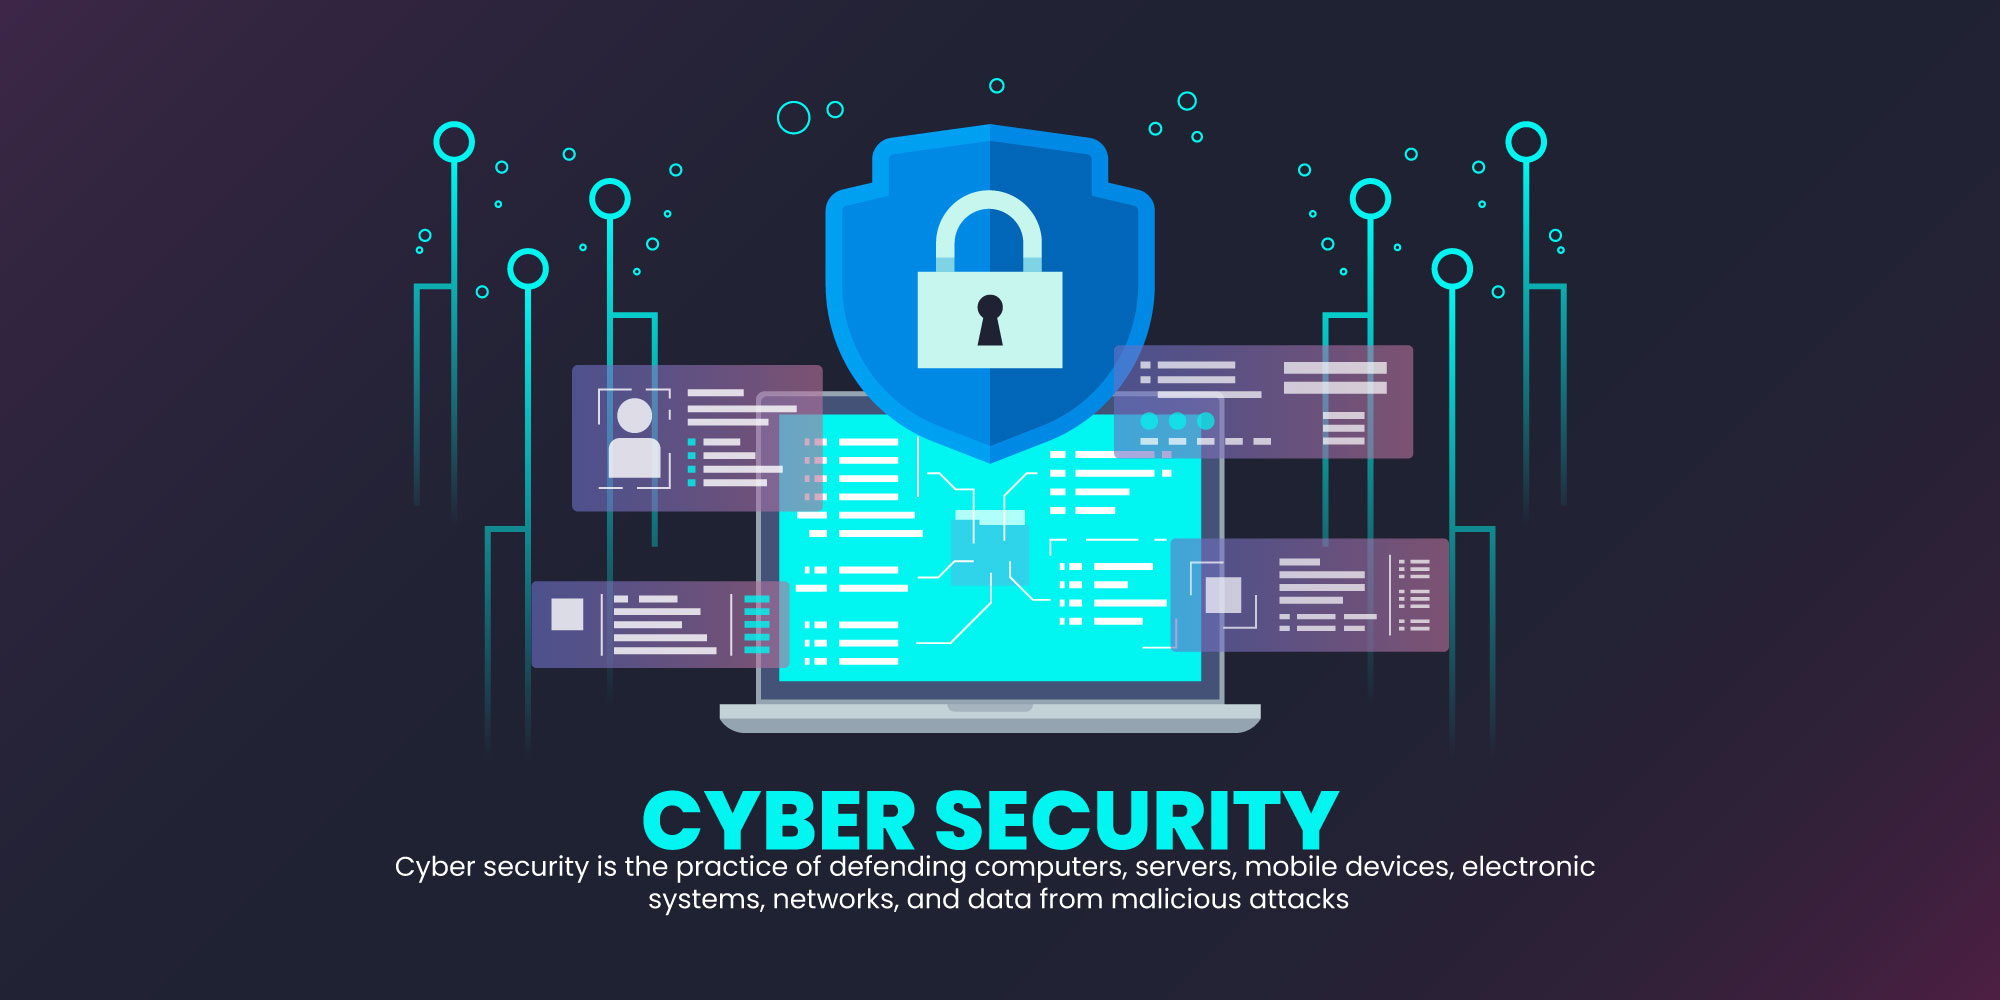 CYBER SECURITY
Cyber security is the practice of defending computers, servers, mobile devices, electronic
systems, networks, and data from malicious attacks